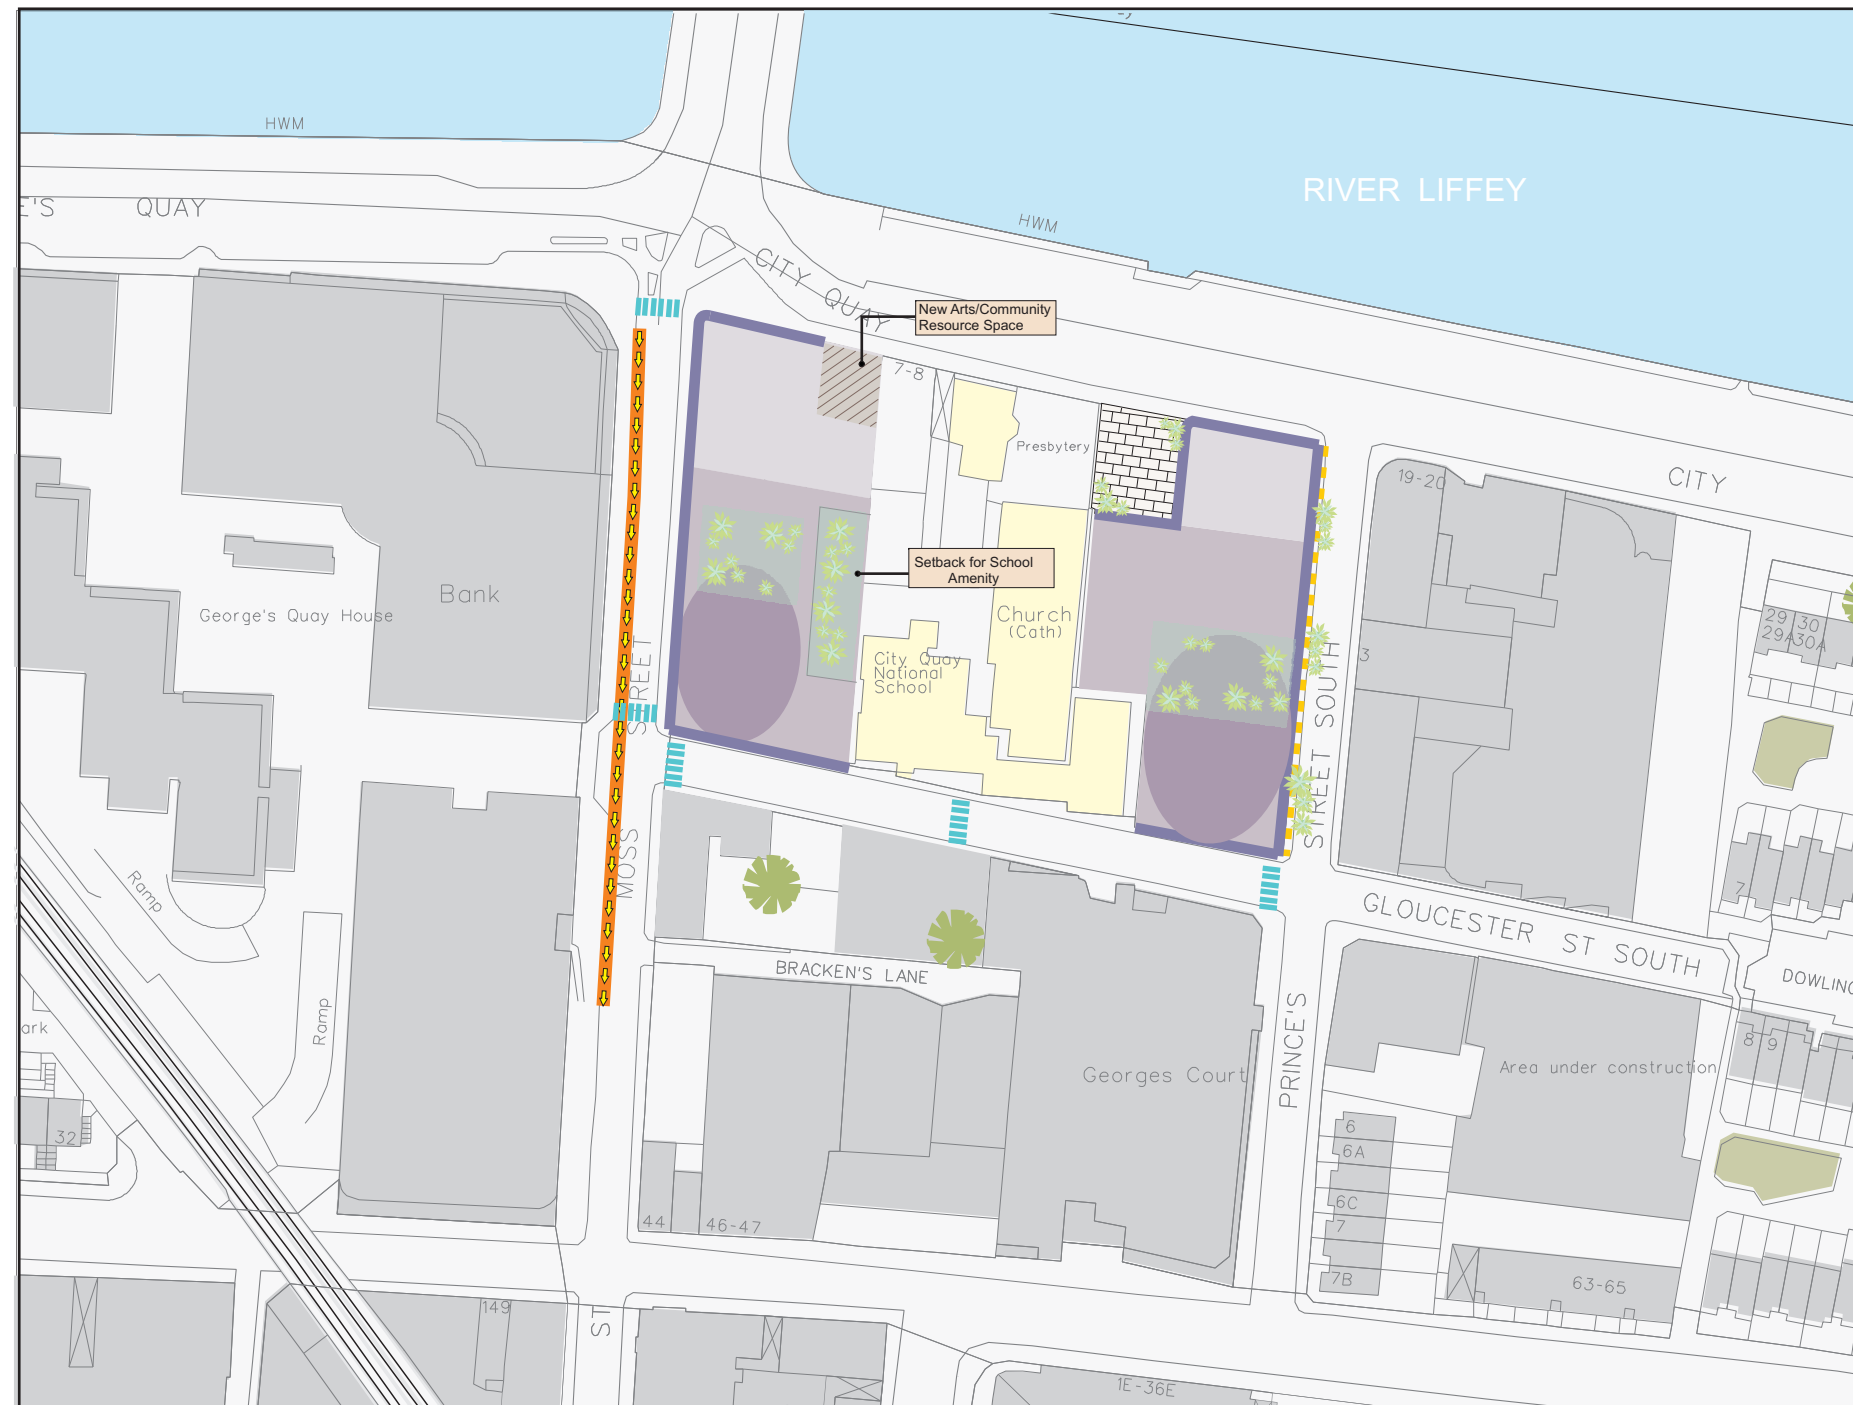 HWM
RIVER LIFFEY
E'S QUAY
HWM
CITY QUAY
New Arts/Community
Resource Space
7-8
Presbytery
19-20
CITY
Bank
George's Quay House
Setback for School
Amenity
Church
(Cath)
29 30
29A30A
3
City Quay
National
School
MOSS STREET
PRINCE'S STREET SOUTH
7
Ramp
GLOUCESTER ST SOUTH
BRACKEN'S LANE
DOWLING
Ramp
ark
8 9
Georges Court
Area under construction
32
6
6A
6C
7
7B
44
46-47
63-65
149
ST
1E-36E